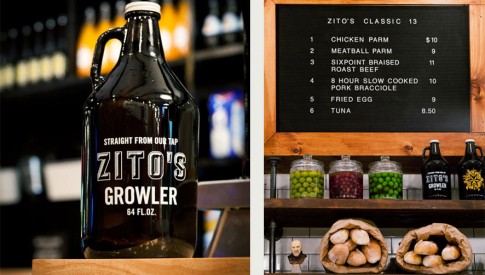 STRAIGHT FROM OUR TAP
ZITO'S
GROWLER
64 FL.OZ.
ZITO'S CLASSIC 13
1 CHICKEN PARM $10
2 MEATBALL PARM 9
3 SIXPOINT BRAISED 11
ROAST BEEF
4 8 HOUR SLOW COOKED 10
PORK BRACCIOLE
5 FRIED EGG 9
6 TUNA 8.50
ZITO'S
GROWLER